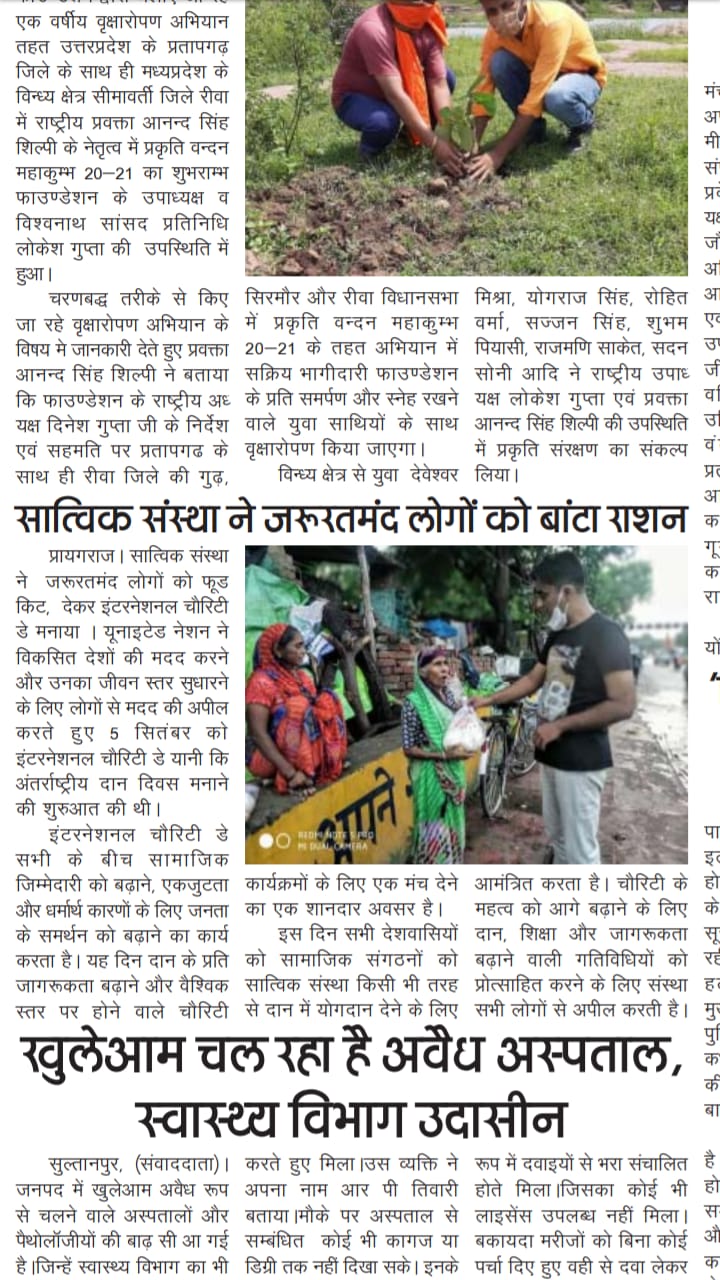 एक वर्षीय वृक्षारोपण अभियान
तहत उत्तरप्रदेश के प्रतापगढ़
जिले के साथ ही मध्यप्रदेश के
विन्ध्य क्षेत्र सीमावर्ती जिले रीवा
में राष्ट्रीय प्रवक्ता आनन्द सिंह
शिल्पी के नेतृत्व में प्रकृति वन्दन
महाकुम्भ 20–21 का शुभराम्भ
फाउण्डेशन के उपाध्यक्ष व
विश्वनाथ सांसद प्रतिनिधि
लोकेश गुप्ता की उपस्थिति में
हुआ।
चरणबद्ध तरीके से किए
जा रहे वृक्षारोपण अभियान के
विषय मे जानकारी देते हुए प्रवक्ता
आनन्द सिंह शिल्पी ने बताया
कि फाउण्डेशन के राष्ट्रीय अध
यक्ष दिनेश गुप्ता जी के निर्देश
एवं सहमति पर प्रतापगढ के
साथ ही रीवा जिले की गुढ़,
सिरमौर और रीवा विधानसभा
में प्रकृति वन्दन महाकुम्भ
20–21 के तहत अभियान में
सक्रिय भागीदारी फाउण्डेशन
के प्रति समर्पण और स्नेह रखने
वाले युवा साथियों के साथ
वृक्षारोपण किया जाएगा।
विन्ध्य क्षेत्र से युवा देवेश्वर
मिश्रा, योगराज सिंह, रोहित
वर्मा, सज्जन सिंह, शुभम
पियासी, राजमणि साकेत, सदन
सोनी आदि ने राष्ट्रीय उपाध
यक्ष लोकेश गुप्ता एवं प्रवक्ता
आनन्द सिंह शिल्पी की उपस्थिति
में प्रकृति संरक्षण का संकल्प
लिया।
सात्विक संस्था ने जरूरतमंद लोगों को बांटा राशन
प्रायगराज। सात्विक संस्था
ने जरूरतमंद लोगों को फूड
किट, देकर इंटरनेशनल चौरिटी
डे मनाया । यूनाइटेड नेशन ने
विकसित देशों की मदद करने
और उनका जीवन स्तर सुधारने
के लिए लोगों से मदद की अपील
करते हुए 5 सितंबर को
इंटरनेशनल चौरिटी डे यानी कि
अंतर्राष्ट्रीय दान दिवस मनाने
की शुरुआत की थी।
इंटरनेशनल चौरिटी डे
सभी के बीच सामाजिक
जिम्मेदारी को बढ़ाने, एकजुटता
और धर्मार्थ कारणों के लिए जनता
के समर्थन को बढ़ाने का कार्य
करता है। यह दिन दान के प्रति
जागरूकता बढ़ाने और वैश्विक
स्तर पर होने वाले चौरिटी
अपने
REDMI NOTE 5 PRO
MI DUAL CAMERA
कार्यक्रमों के लिए एक मंच देने
का एक शानदार अवसर है।
इस दिन सभी देशवासियों
को सामाजिक संगठनों को
सात्विक संस्था किसी भी तरह
से दान में योगदान देने के लिए
आमंत्रित करता है। चौरिटी के
महत्व को आगे बढ़ाने के लिए
दान, शिक्षा और जागरूकता
बढ़ाने वाली गतिविधियों को
प्रोत्साहित करने के लिए संस्था
सभी लोगों से अपील करती है।
खुलेआम चल रहा है अवैध अस्पताल,
स्वास्थ्य विभाग उदासीन
सुल्तानपुर, (संवाददाता)।
जनपद में खुलेआम अवैध रूप
से चलने वाले अस्पतालों और
पैथोलॉजीयों की बाढ़ सी आ गई
है।जिन्हें स्वास्थ्य विभाग का भी
करते हुए मिला।उस व्यक्ति ने
अपना नाम आर पी तिवारी
बताया।मौके पर अस्पताल से
सम्बंधित कोई भी कागज या
डिग्री तक नहीं दिखा सके। इनके
रूप में दवाइयों से भरा संचालित
होते मिला।जिसका कोई भी
लाइसेंस उपलब्ध नहीं मिला।
बकायदा मरीजों को बिना कोई
पर्चा दिए हुए वही से दवा लेकर